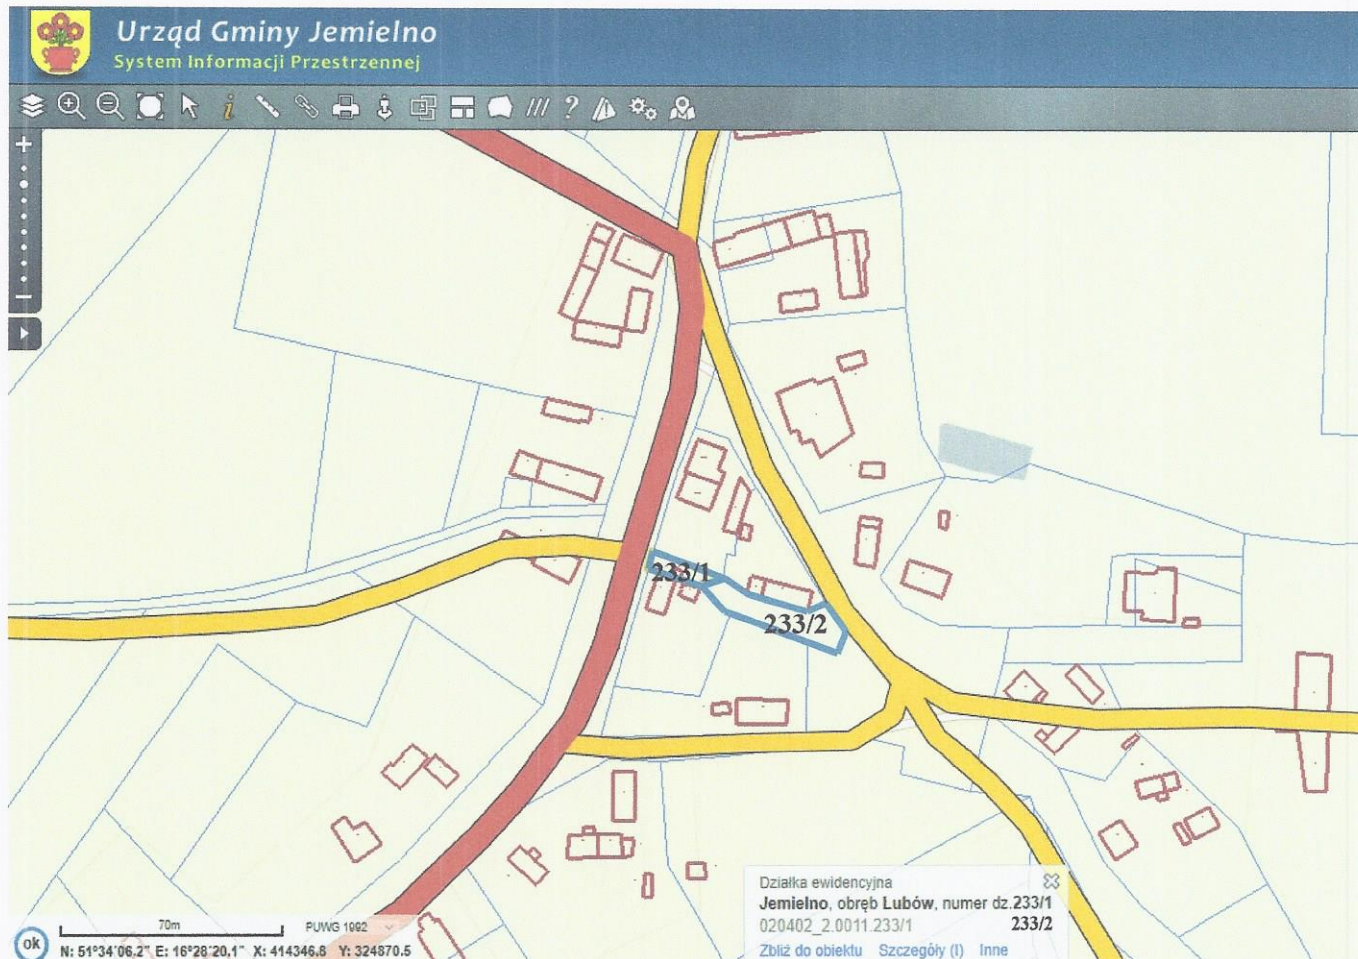 Urząd Gminy Jemielno
System Informacji Przestrzennej
233/1
233/2
Działka ewidencyjna
Jemielno, obręb Lubów, numer dz.233/1
020402_2.0011.233/1 233/2
Zbliż do obiektu Szczegóły (I) Inne
70m PUWG 1992
ok N: 51°34'06,2" E: 16°28'20,1" X: 414346.8 Y: 324870.5